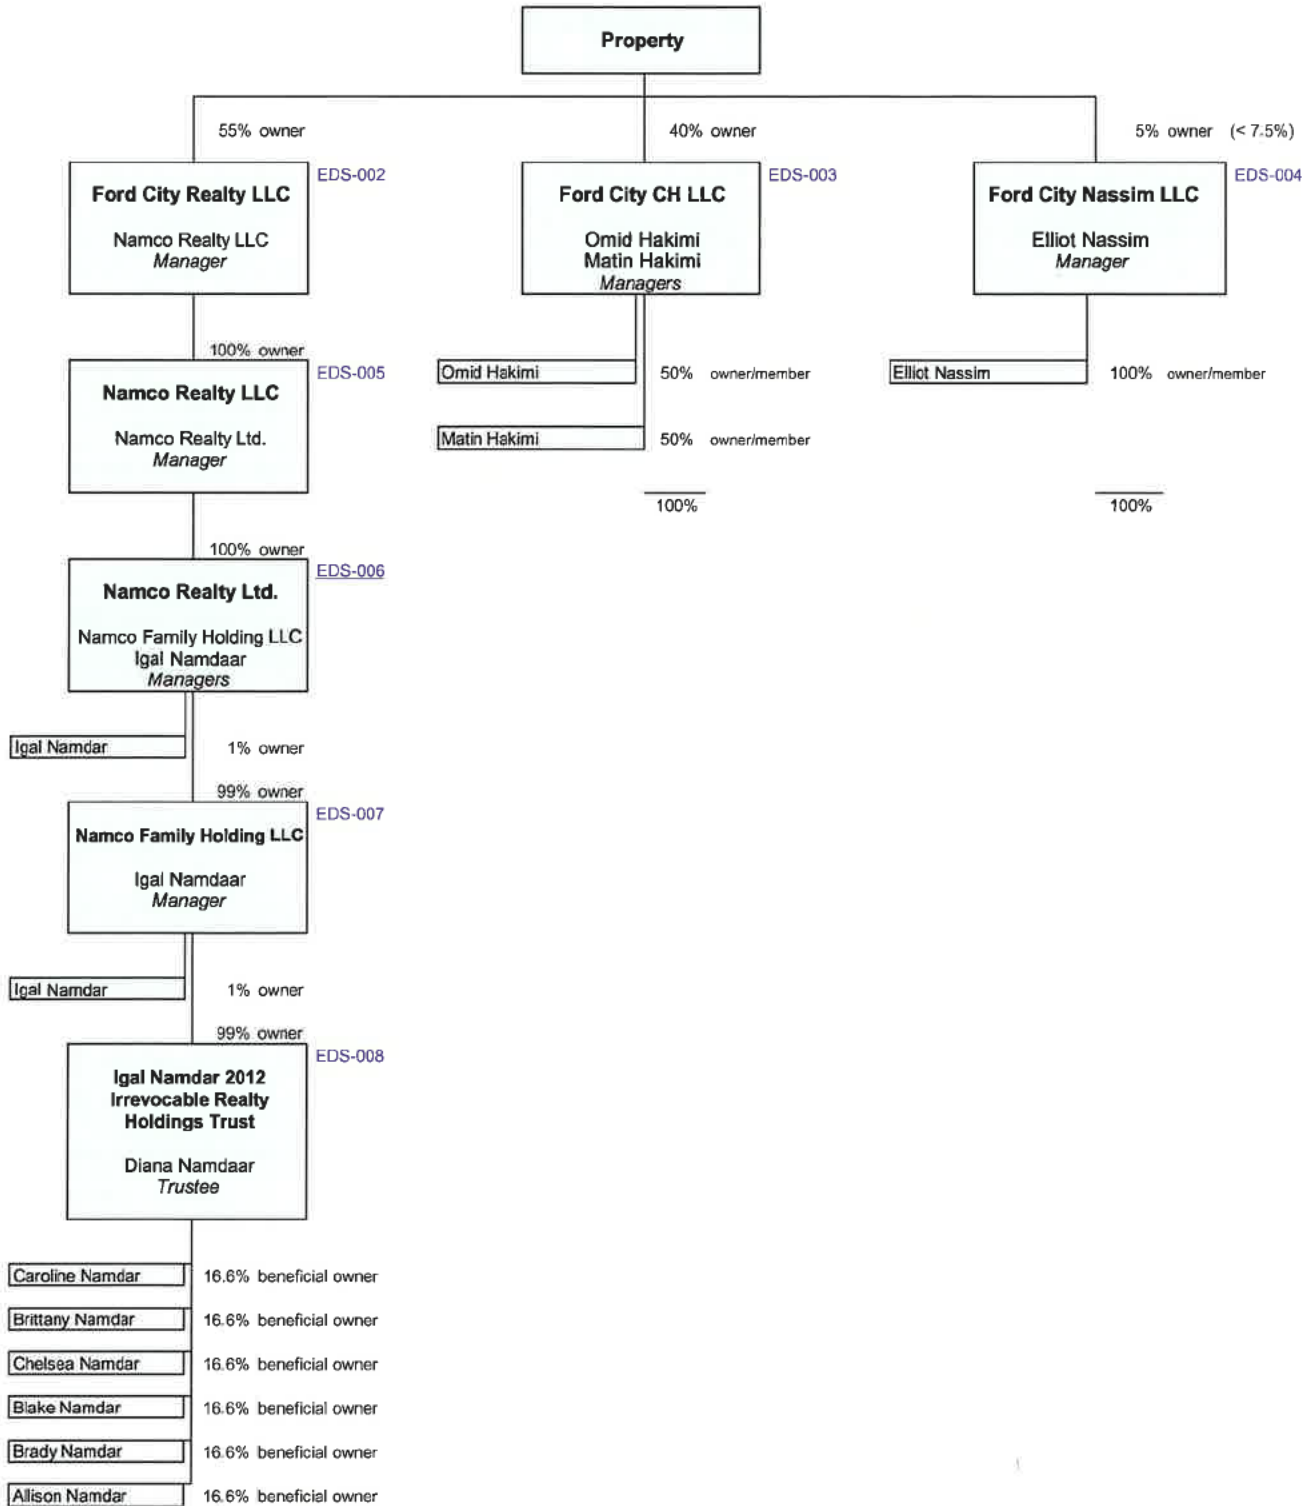 Property
55% owner
40% owner
5% owner (< 7.5%)
EDS-002
Ford City Realty LLC
Namco Realty LLC
Manager
EDS-003
Ford City CH LLC
Omid Hakimi
Matin Hakimi
Managers
EDS-004
Ford City Nassim LLC
Elliot Nassim
Manager
100% owner
EDS-005
Namco Realty LLC
Namco Realty Ltd.
Manager
Omid Hakimi 50% owner/member
Matin Hakimi 50% owner/member
100%
Elliot Nassim 100% owner/member
100%
100% owner
EDS-006
Namco Realty Ltd.
Namco Family Holding LLC
Igal Namdaar
Managers
Igal Namdar 1% owner
99% owner
EDS-007
Namco Family Holding LLC
Igal Namdaar
Manager
Igal Namdar 1% owner
99% owner
EDS-008
Igal Namdar 2012
Irrevocable Realty
Holdings Trust
Diana Namdaar
Trustee
Caroline Namdar 16.6% beneficial owner
Brittany Namdar 16.6% beneficial owner
Chelsea Namdar 16.6% beneficial owner
Blake Namdar 16.6% beneficial owner
Brady Namdar 16.6% beneficial owner
Allison Namdar 16.6% beneficial owner